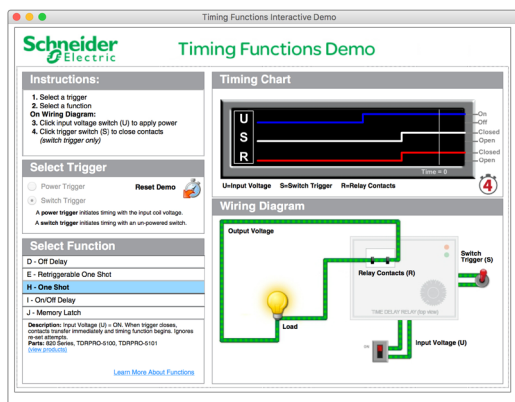 Timing Functions Interactive Demo
Schneider
Electric
Timing Functions Demo
Instructions:
1. Select a trigger
2. Select a function
On Wiring Diagram:
3. Click input voltage switch (U) to apply power
4. Click trigger switch (S) to close contacts
(switch trigger only)
Select Trigger
Power Trigger
Reset Demo
Switch Trigger
A power trigger initiates timing with the input coil voltage.
A switch trigger initiates timing with an un-powered switch.
Select Function
D - Off Delay
E - Retriggerable One Shot
H - One Shot
I - On/Off Delay
J - Memory Latch
Description: Input Voltage (U) = ON. When trigger closes,
contacts transfer immediately and timing function begins. Ignores
re-set attempts.
Parts: 820 Series, TDRPRO-5100, TDRPRO-5101
(view products)
Learn More About Functions
Timing Chart
U
S
R
On
Off
Closed
Open
Closed
Open
Time = 0
U=Input Voltage S=Switch Trigger R=Relay Contacts
4
Wiring Diagram
Output Voltage
Switch
Trigger (S)
Relay Contacts (R)
Load
TIME DELAY RELAY (top view)
Input Voltage (U)